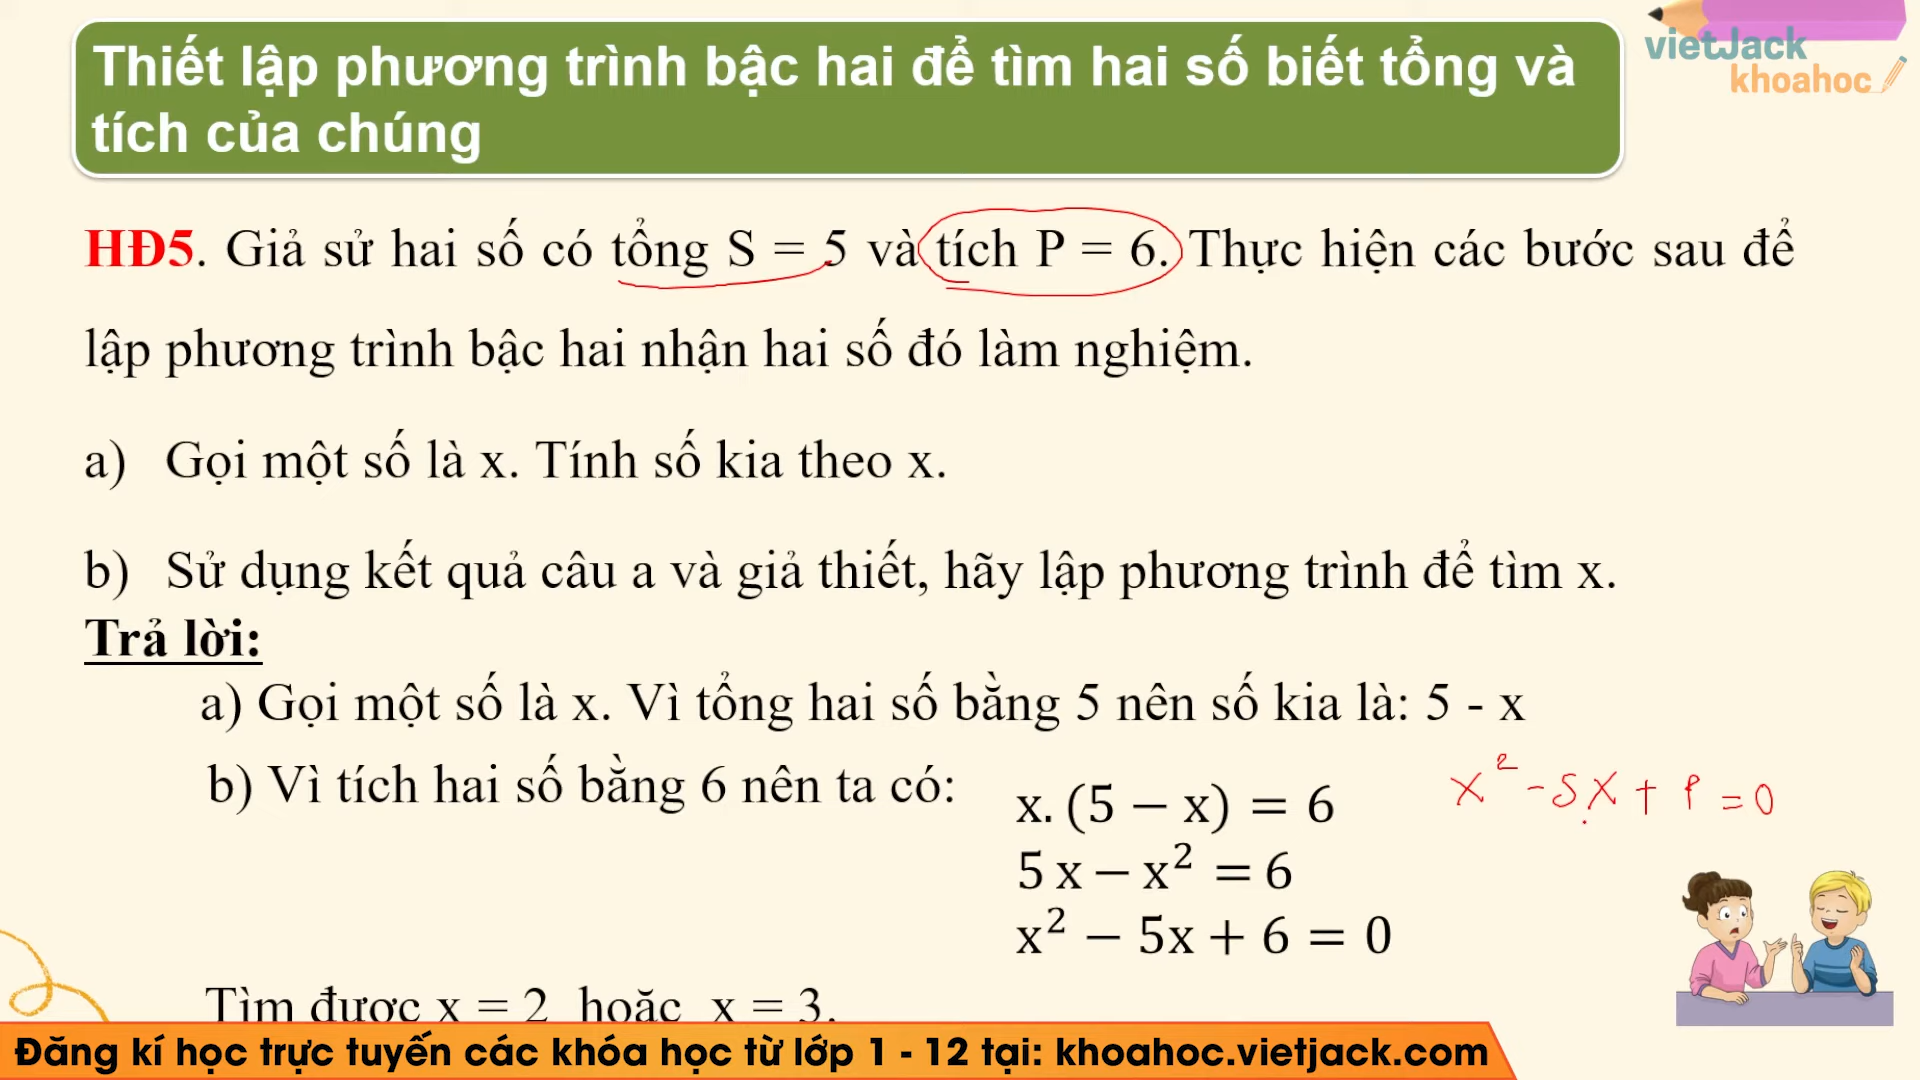 Thiết lập phương trình bậc hai để tìm hai số biết tổng và
tích của chúng
vietJack
khoahoc
HĐ5. Giả sử hai số có tổng S = 5 và tích P = 6. Thực hiện các bước sau để
lập phương trình bậc hai nhận hai số đó làm nghiệm.
a) Gọi một số là x. Tính số kia theo x.
b) Sử dụng kết quả câu a và giả thiết, hãy lập phương trình để tìm x.
Trả lời:
a) Gọi một số là x. Vì tổng hai số bằng 5 nên số kia là: 5 - x
b) Vì tích hai số bằng 6 nên ta có:
x. (5 − x) = 6
x² - Sx + P = 0
5 x − x² = 6
x² − 5x + 6 = 0
Tìm được x = 2 hoặc x = 3.
Đăng kí học trực tuyến các khóa học từ lớp 1 - 12 tại: khoahoc.vietjack.com